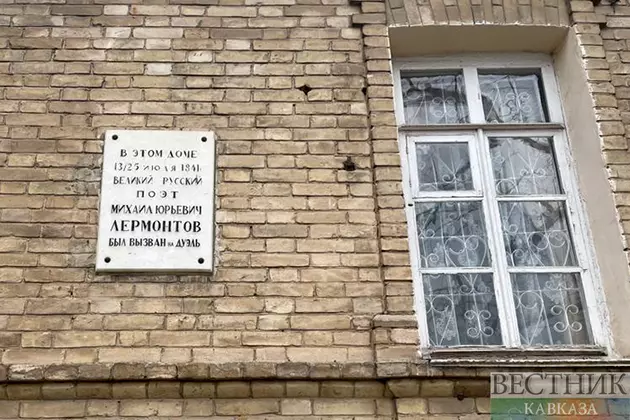 В ЭТОМ ДОМЕ
13/25 ИЮЛЯ 1841
ВЕЛИКИЙ РУССКИЙ
ПОЭТ
МИХАИЛ ЮРЬЕВИЧ
ЛЕРМОНТОВ
БЫЛ ВЫЗВАН НА ДУЭЛЬ
ВЕСТНИК
КАВКАЗА